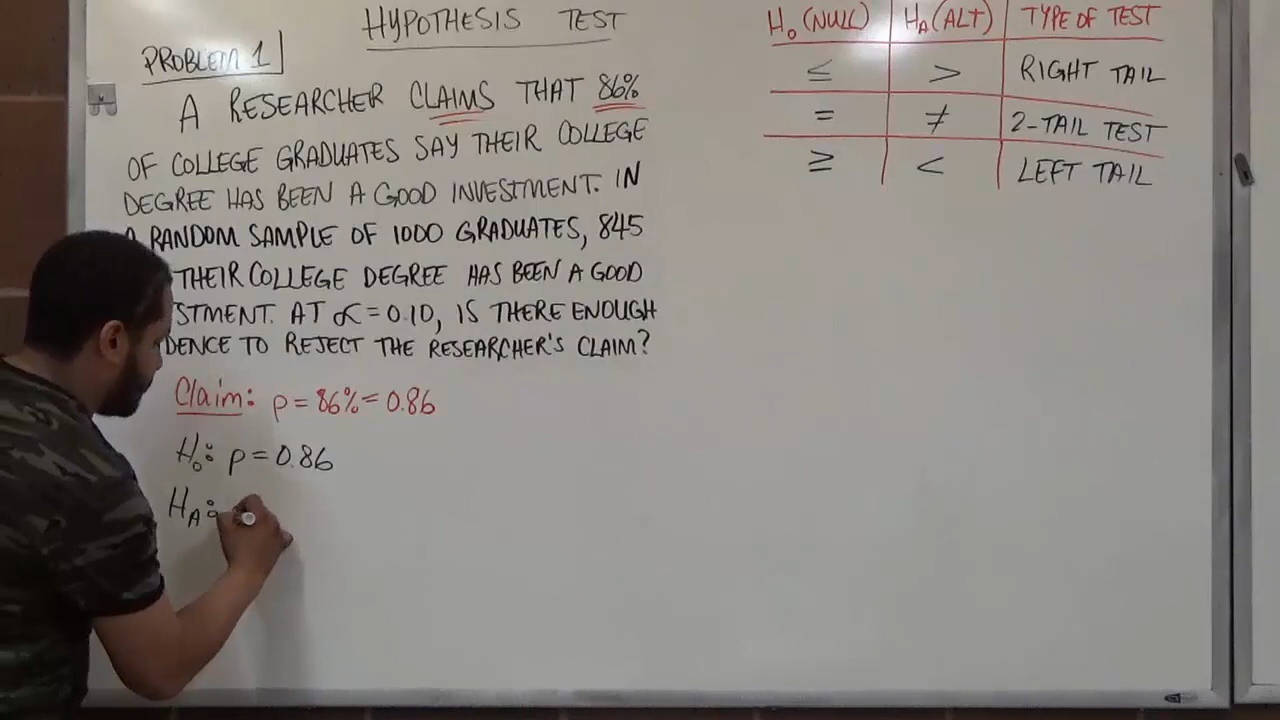 HYPOTHESIS TEST
PROBLEM 1
A RESEARCHER CLAIMS THAT 86%
OF COLLEGE GRADUATES SAY THEIR COLLEGE
DEGREE HAS BEEN A GOOD INVESTMENT. IN
RANDOM SAMPLE OF 1000 GRADUATES, 845
THEIR COLLEGE DEGREE HAS BEEN A GOOD
STMENT. AT α = 0.10, IS THERE ENOUGH
DENCE TO REJECT THE RESEARCHER'S CLAIM?
Claim: p = 86% = 0.86
H₀: p = 0.86
H_A:
H₀ (NULL) H_A (ALT) TYPE OF TEST
≤ > RIGHT TAIL
= ≠ 2-TAIL TEST
≥ < LEFT TAIL